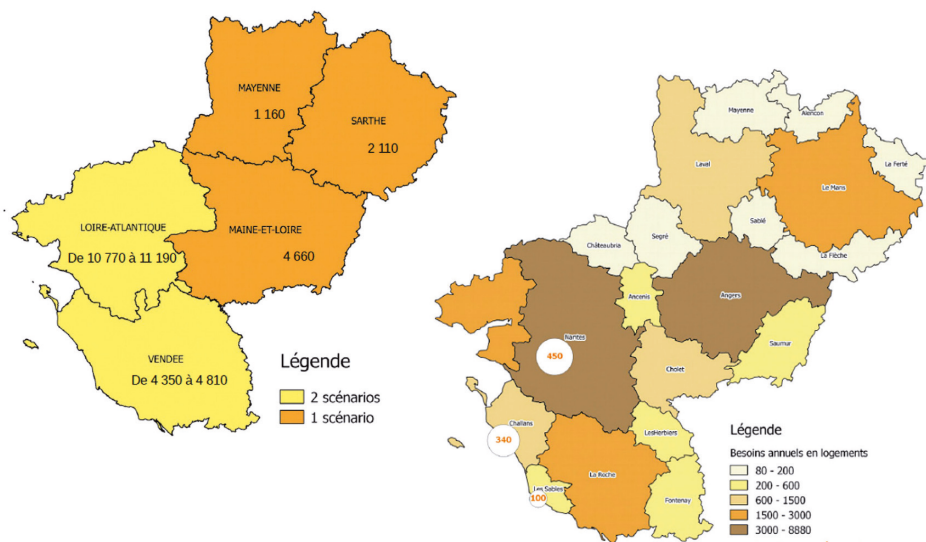 MAYENNE
1 160
SARTHE
2 110
LOIRE-ATLANTIQUE
De 10 770 à 11 190
MAINE-ET-LOIRE
4 660
VENDEE
De 4 350 à 4 810
Légende
2 scénarios
1 scénario
Mayenne
Alençon
La Ferté
Laval
Le Mans
Sablé
Segré
Châteaubria
La Flèche
Ancenis
Angers
Nantes
450
Saumur
Cholet
Challans
340
LesHerbiers
La Roche
Les Sables
100
Fontenay
Légende
Besoins annuels en logements
80 - 200
200 - 600
600 - 1500
1500 - 3000
3000 - 8880